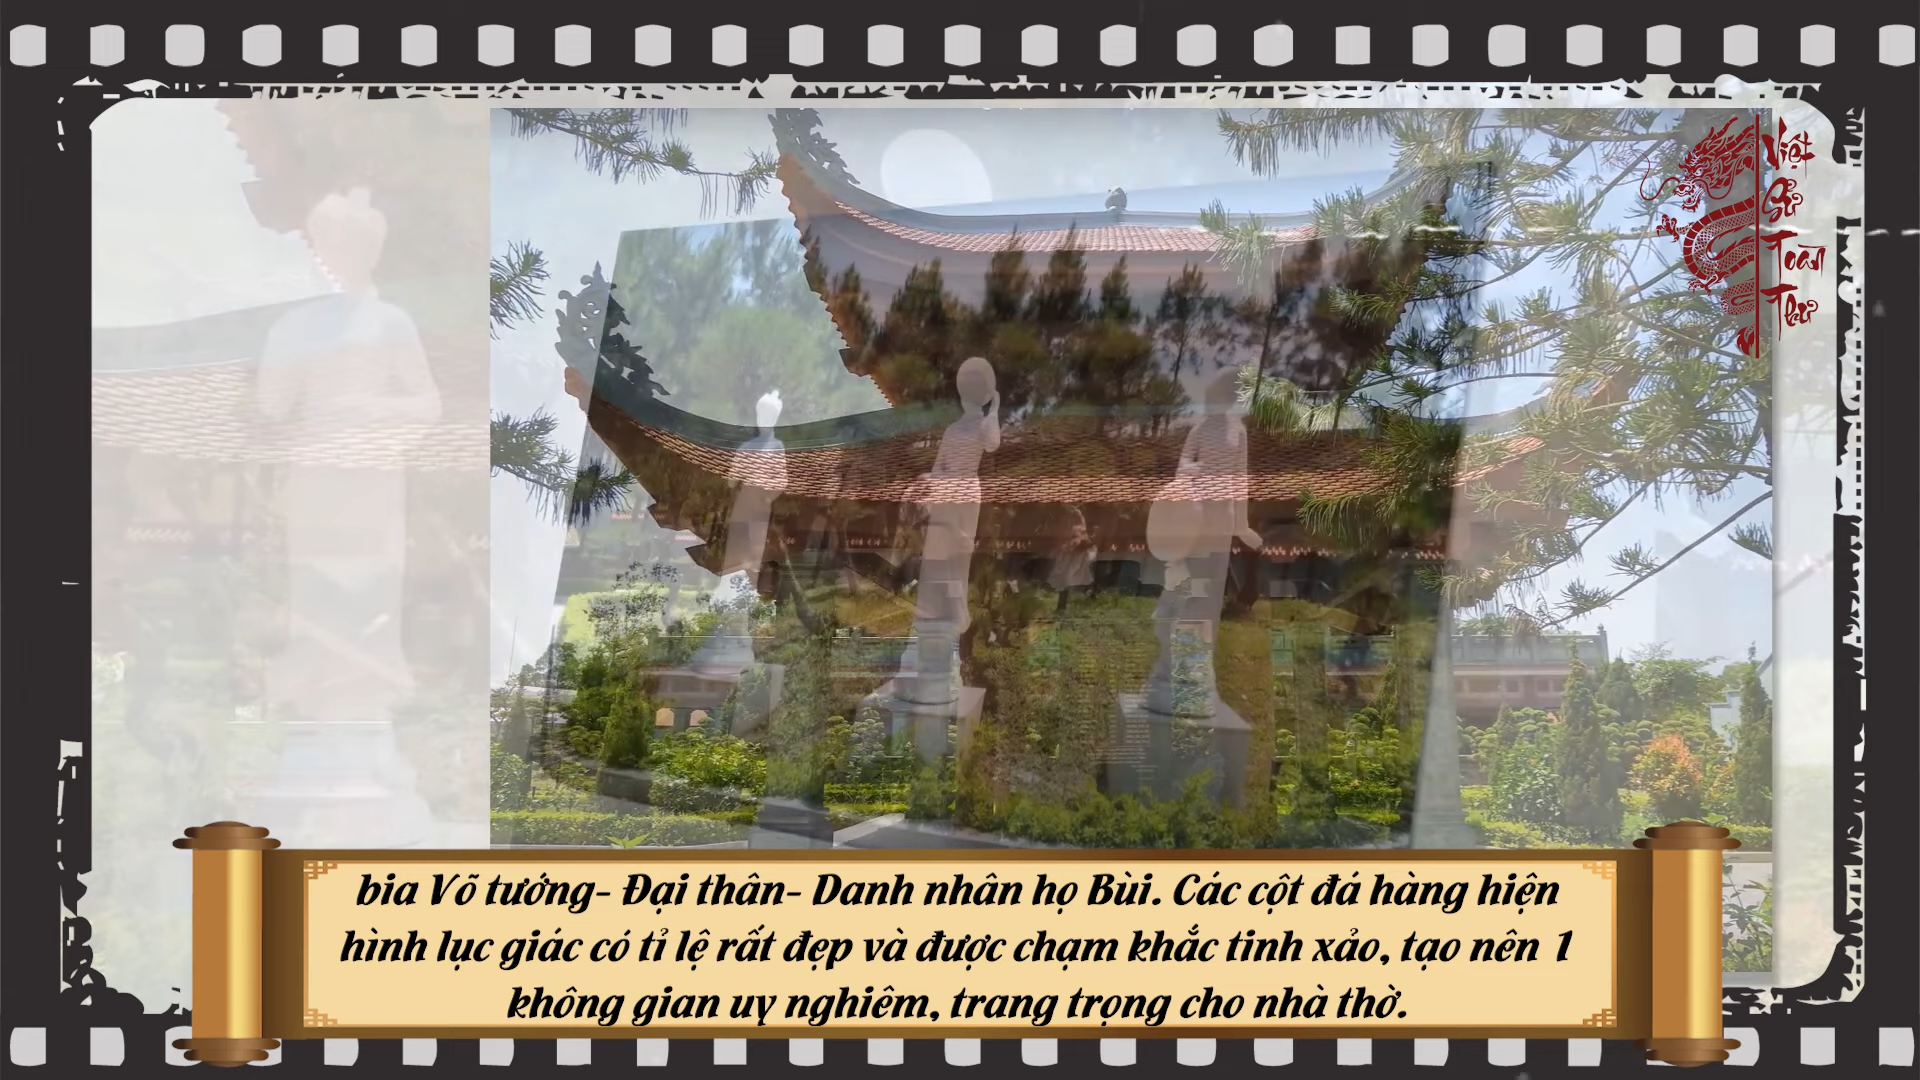 Việt
Sử
Toàn
Thư
bia Võ tướng- Đại thân- Danh nhân họ Bùi. Các cột đá hàng hiện
hình lục giác có tỉ lệ rất đẹp và được chạm khắc tinh xảo, tạo nên 1
không gian uy nghiêm, trang trọng cho nhà thờ.